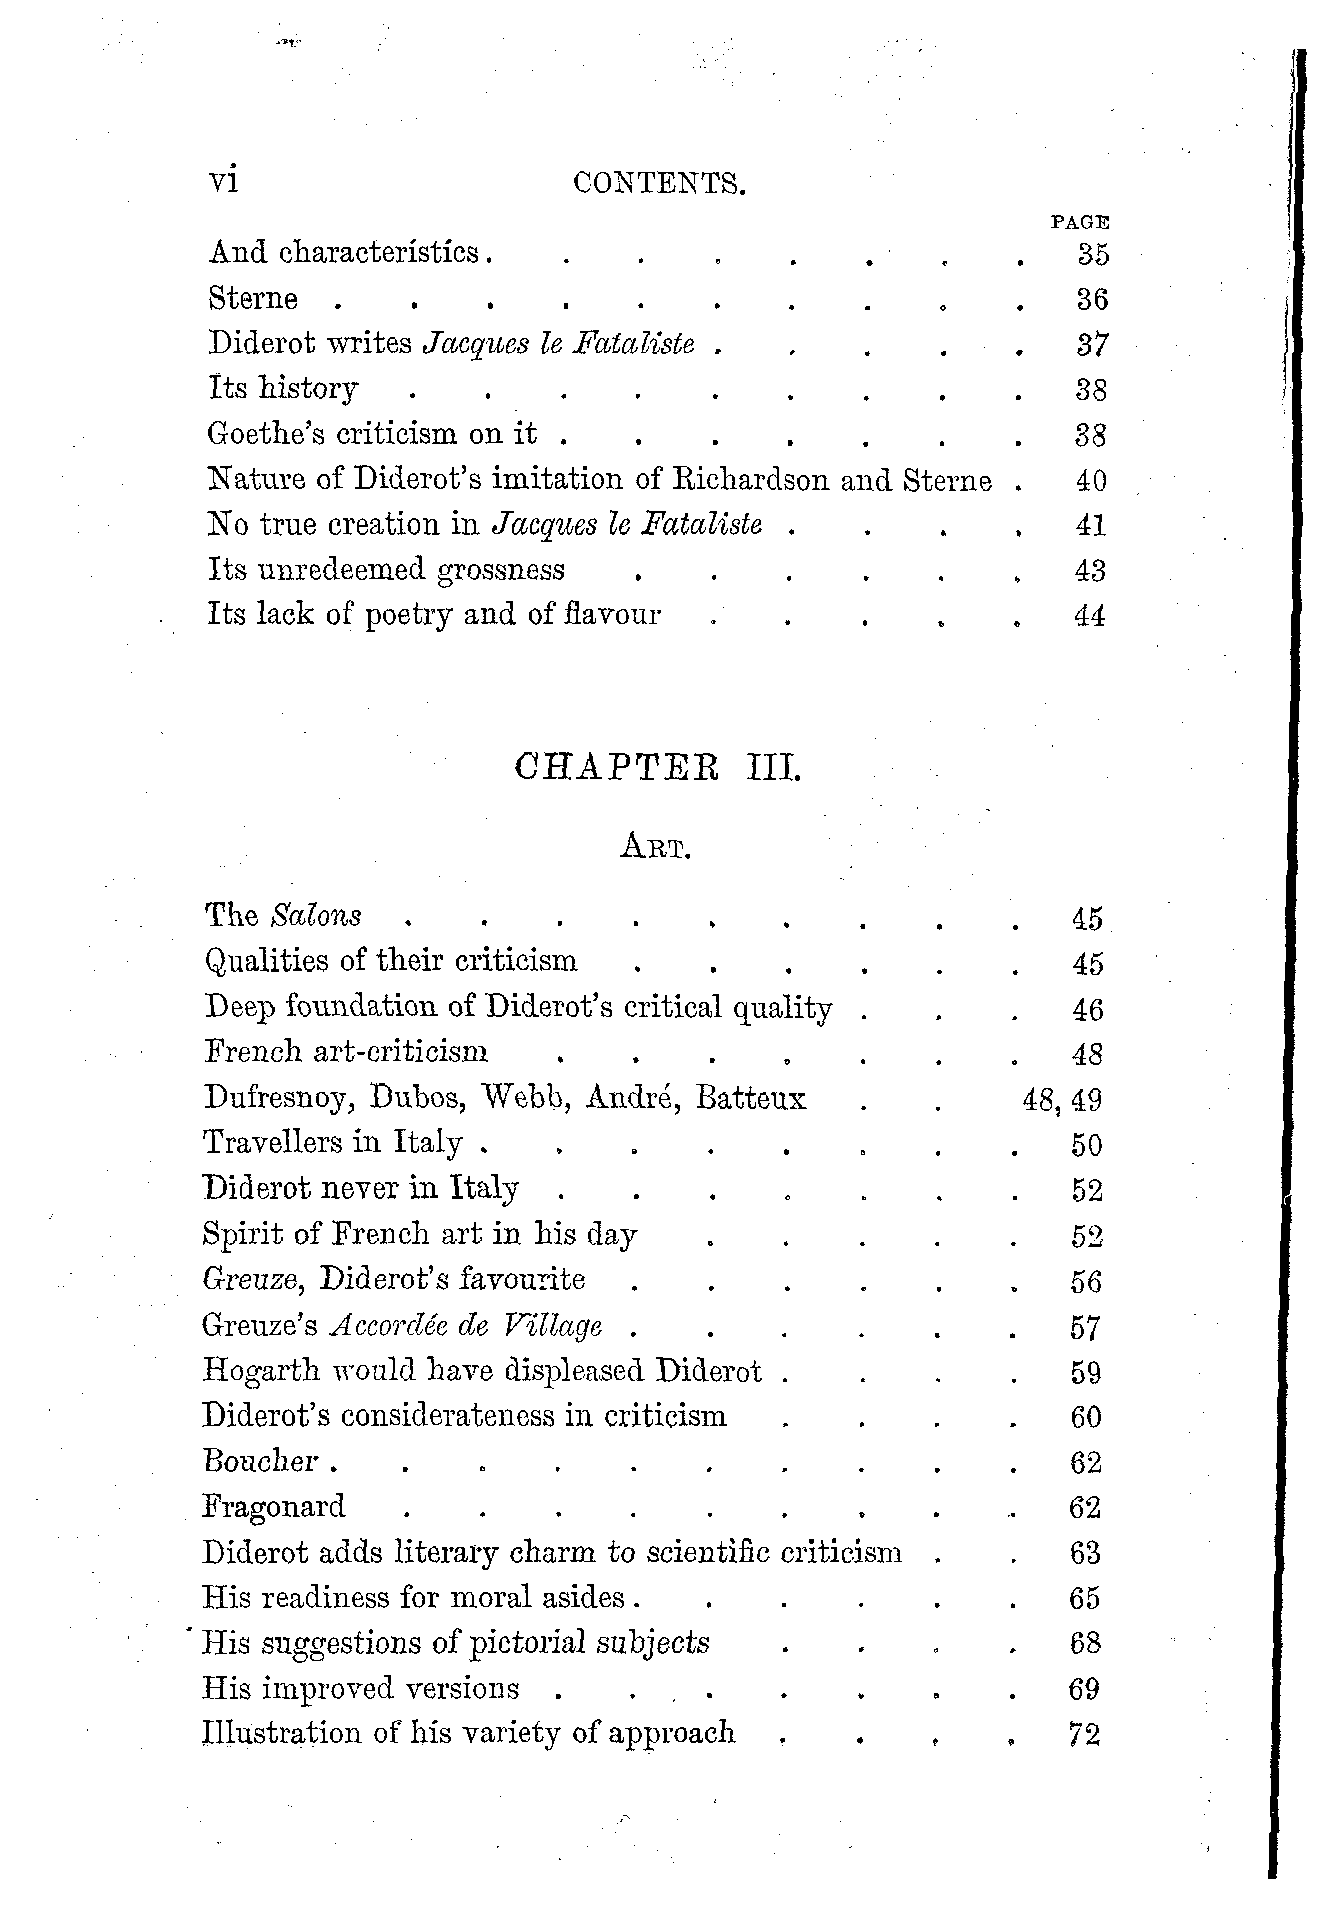 vi CONTENTS.
PAGE
And characteristics . . . . . . . . 35
Sterne . . . . . . . . . . 36
Diderot writes Jacques le Fataliste . . . . . 37
Its history . . . . . . . . . 38
Goethe's criticism on it . . . . . . . 38
Nature of Diderot's imitation of Richardson and Sterne . 40
No true creation in Jacques le Fataliste . . . . 41
Its unredeemed grossness . . . . . . 43
Its lack of poetry and of flavour . . . . . 44
CHAPTER III.
ART.
The Salons . . . . . . . . . 45
Qualities of their criticism . . . . . . 45
Deep foundation of Diderot's critical quality . . . 46
French art-criticism . . . . . . . 48
Dufresnoy, Dubos, Webb, André, Batteux . . 48, 49
Travellers in Italy . . . . . . . . 50
Diderot never in Italy . . . . . . . 52
Spirit of French art in his day . . . . . 52
Greuze, Diderot's favourite . . . . . . 56
Greuze's Accordée de Village . . . . . . 57
Hogarth would have displeased Diderot . . . . 59
Diderot's considerateness in criticism . . . . 60
Boucher . . . . . . . . . . 62
Fragonard . . . . . . . . . 62
Diderot adds literary charm to scientific criticism . . 63
His readiness for moral asides . . . . . . 65
His suggestions of pictorial subjects . . . . 68
His improved versions . . . . . . . 69
Illustration of his variety of approach . . . . 72